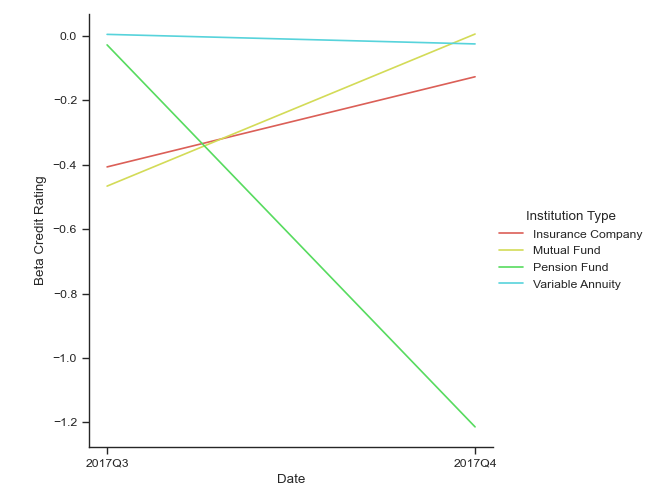 0.0
−0.2
−0.4
−0.6
−0.8
−1.0
−1.2
Beta Credit Rating
2017Q3
2017Q4
Date
Institution Type
Insurance Company
Mutual Fund
Pension Fund
Variable Annuity